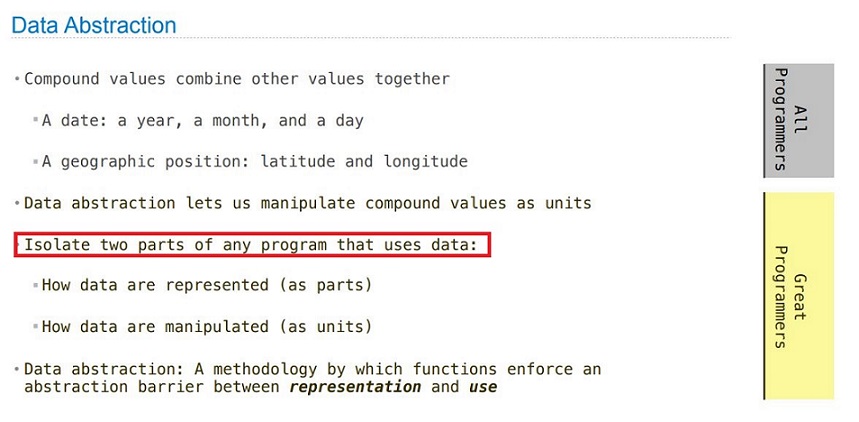 Data Abstraction
• Compound values combine other values together
▪ A date: a year, a month, and a day
▪ A geographic position: latitude and longitude
• Data abstraction lets us manipulate compound values as units
• Isolate two parts of any program that uses data:
▪ How data are represented (as parts)
▪ How data are manipulated (as units)
• Data abstraction: A methodology by which functions enforce an
abstraction barrier between representation and use
All
Programmers
Great
Programmers